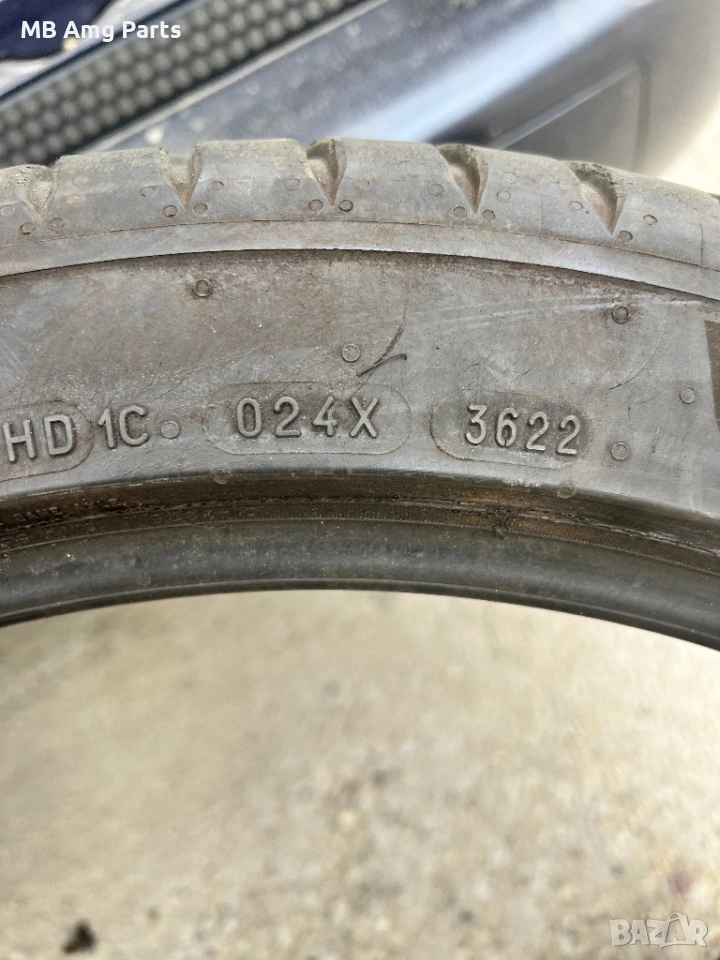 MB Amg Parts
HD 1C 024X 3622
BAZAR